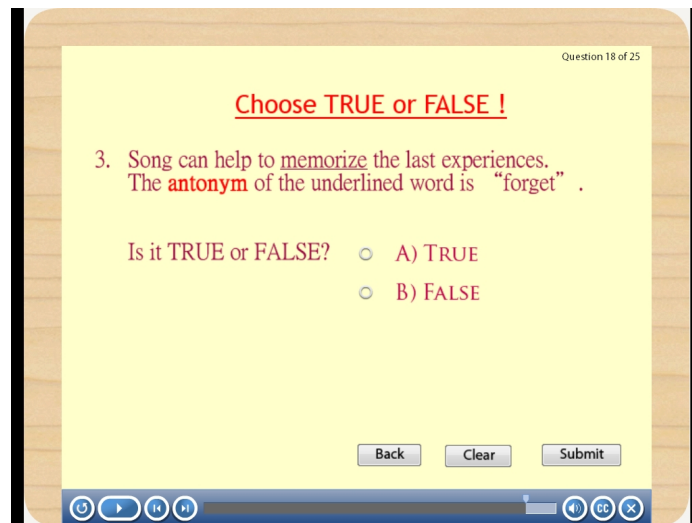 Question 18 of 25
Choose TRUE or FALSE !
3. Song can help to memorize the last experiences.
The antonym of the underlined word is “forget” .
Is it TRUE or FALSE?
A) TRUE
B) FALSE
Back Clear Submit
CC